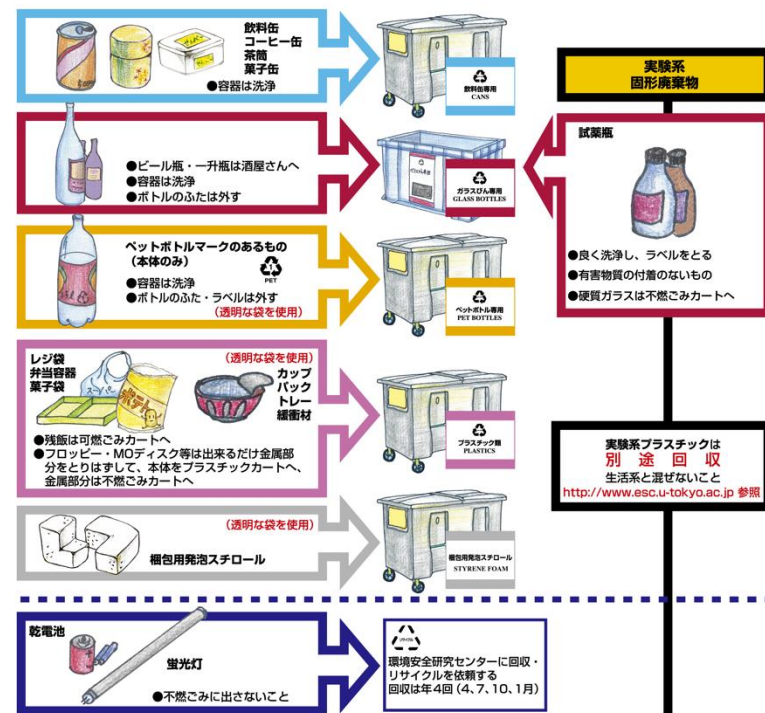 飲料缶
コーヒー缶
茶筒
菓子缶
●容器は洗浄
飲料缶専用
CANS
実験系
固形廃棄物
●ビール瓶・一升瓶は酒屋さんへ
●容器は洗浄
●ボトルのふたは外す
ガラスびん専用
GLASS BOTTLES
試薬瓶
●良く洗浄し、ラベルをとる
●有害物質の付着のないもの
●硬質ガラスは不燃ごみカートへ
ペットボトルマークのあるもの
(本体のみ)
1
PET
●容器は洗浄
●ボトルのふた・ラベルは外す
(透明な袋を使用)
ペットボトル専用
PET BOTTLES
レジ袋
弁当容器
菓子袋
スーパー
ポテト
(透明な袋を使用)
カップ
パック
トレー
緩衝材
●残飯は可燃ごみカートへ
●フロッピー・MOディスク等は出来るだけ金属部
分をとりはずして、本体をプラスチックカートへ、
金属部分は不燃ごみカートへ
プラスチック類
PLASTICS
実験系プラスチックは
別途回収
生活系と混ぜないこと
http://www.esc.u-tokyo.ac.jp 参照
(透明な袋を使用)
梱包用発泡スチロール
梱包用発泡スチロール
STYRENE FOAM
乾電池
蛍光灯
●不燃ごみに出さないこと
リサイクル
環境安全研究センターに回収・
リサイクルを依頼する
回収は年4回(4、7、10、1月)